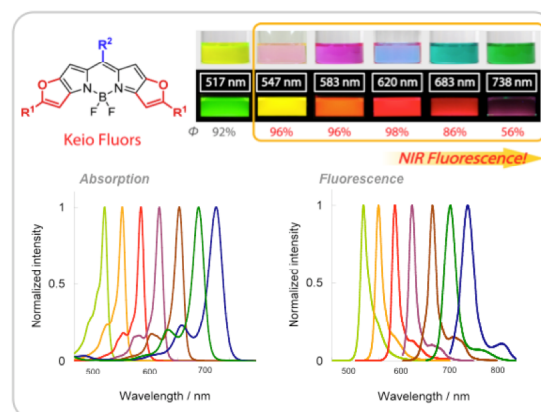 R²
O
N
N
O
B
R¹
F
F
R¹
Keio Fluors
517 nm 547 nm 583 nm 620 nm 683 nm 738 nm
Φ 92% 96% 96% 98% 86% 56%
NIR Fluorescence!
Absorption
Normalized intensity
1
0.5
0
500 600 700
Wavelength / nm
Fluorescence
Normalized intensity
1
0.5
0
500 600 700 800
Wavelength / nm